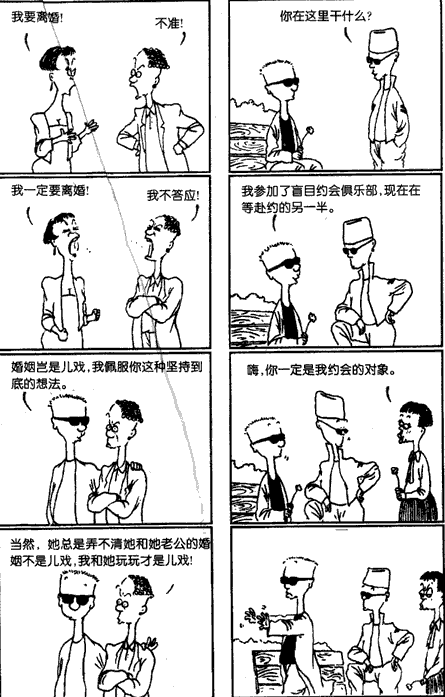 我要离婚!
不准!
我一定要离婚!
我不答应!
婚姻岂是儿戏,我佩服你这种坚持到
底的想法。
当然，她总是弄不清她和她老公的婚
姻不是儿戏,我和她玩玩才是儿戏!
你在这里干什么?
我参加了盲目约会俱乐部,现在在
等赴约的另一半。
嗨,你一定是我约会的对象。